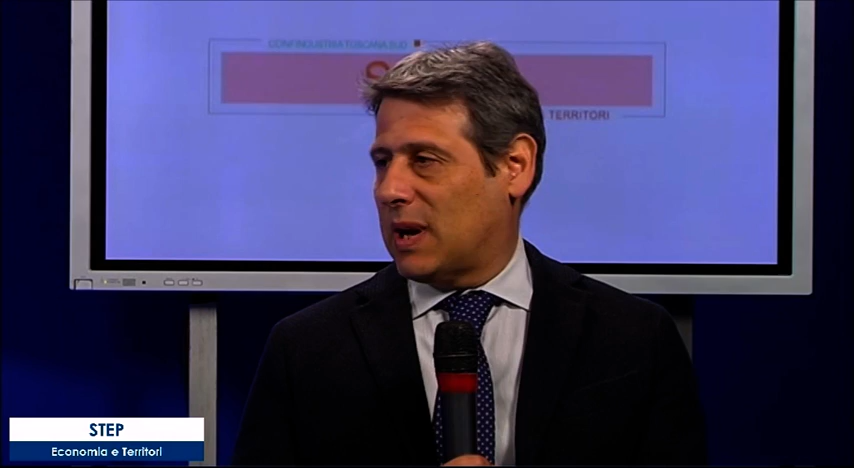 CONFINDUSTRIA TOSCANA SUD
S
TERRITORI
STEP
Economia e Territori